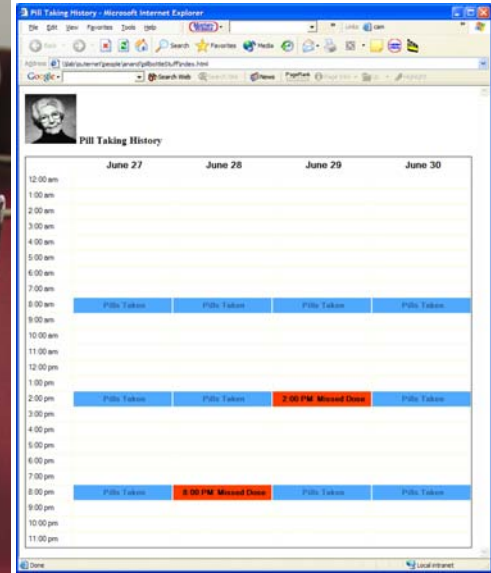 Pill Taking History - Microsoft Internet Explorer
File Edit View Favorites Tools Help
Search Favorites Media
Address
Google - Search Web News PageRank
Pill Taking History
June 27 June 28 June 29 June 30
12:00 am
1:00 am
2:00 am
3:00 am
4:00 am
5:00 am
6:00 am
7:00 am
8:00 am Pills Taken Pills Taken Pills Taken Pills Taken
9:00 am
10:00 am
11:00 am
12:00 pm
1:00 pm
2:00 pm Pills Taken Pills Taken 2:00 PM Missed Dose Pills Taken
3:00 pm
4:00 pm
5:00 pm
6:00 pm
7:00 pm
8:00 pm Pills Taken 8:00 PM Missed Dose Pills Taken Pills Taken
9:00 pm
10:00 pm
11:00 pm
Done Local intranet